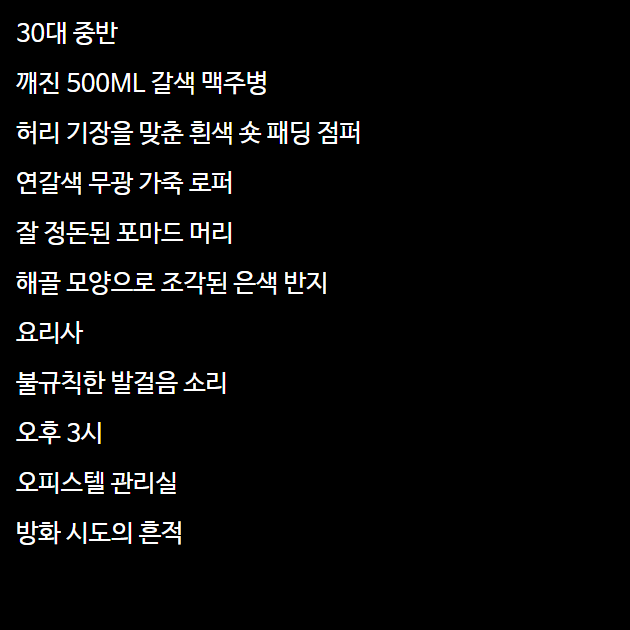 30대 중반
깨진 500ML 갈색 맥주병
허리 기장을 맞춘 흰색 숏 패딩 점퍼
연갈색 무광 가죽 로퍼
잘 정돈된 포마드 머리
해골 모양으로 조각된 은색 반지
요리사
불규칙한 발걸음 소리
오후 3시
오피스텔 관리실
방화 시도의 흔적